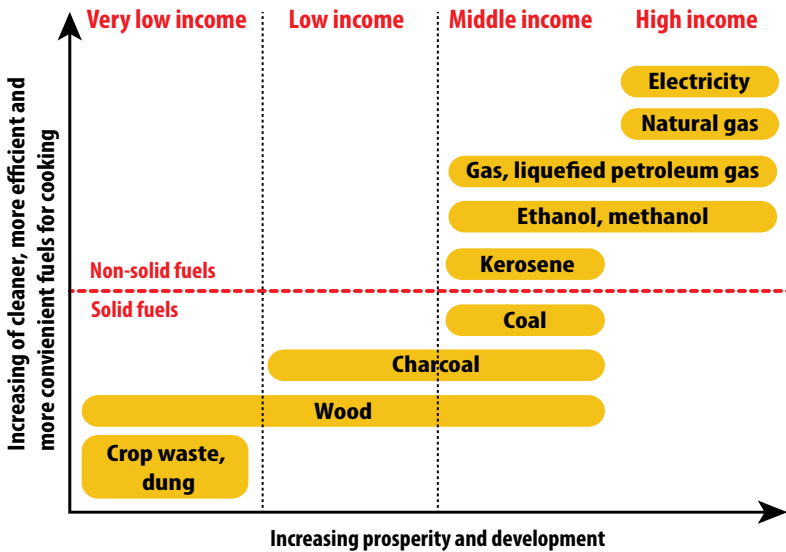 Very low income
Low income
Middle income
High income
Increasing of cleaner, more efficient and
more convienient fuels for cooking
Electricity
Natural gas
Gas, liquefied petroleum gas
Ethanol, methanol
Kerosene
Non-solid fuels
Solid fuels
Coal
Charcoal
Wood
Crop waste,
dung
Increasing prosperity and development